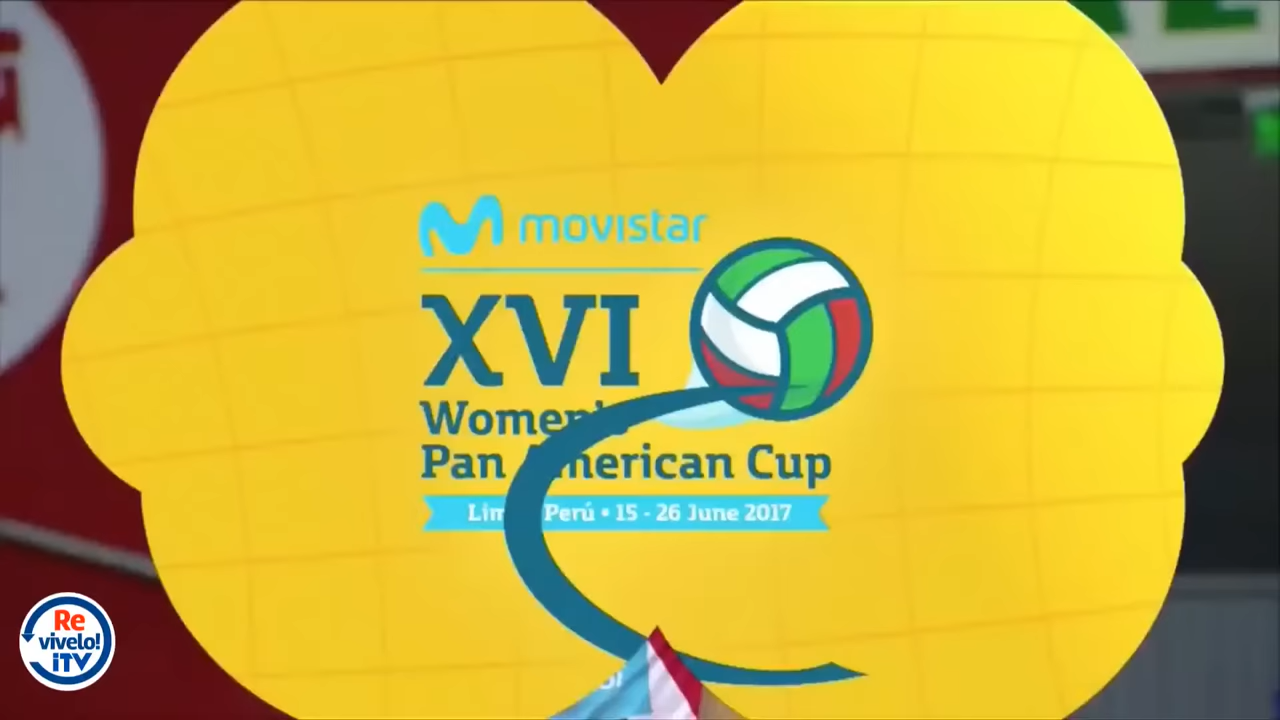 movistar
XVI
Women's
Pan American Cup
Lima Perú • 15 - 26 June 2017
Re
vivelo!
iTV